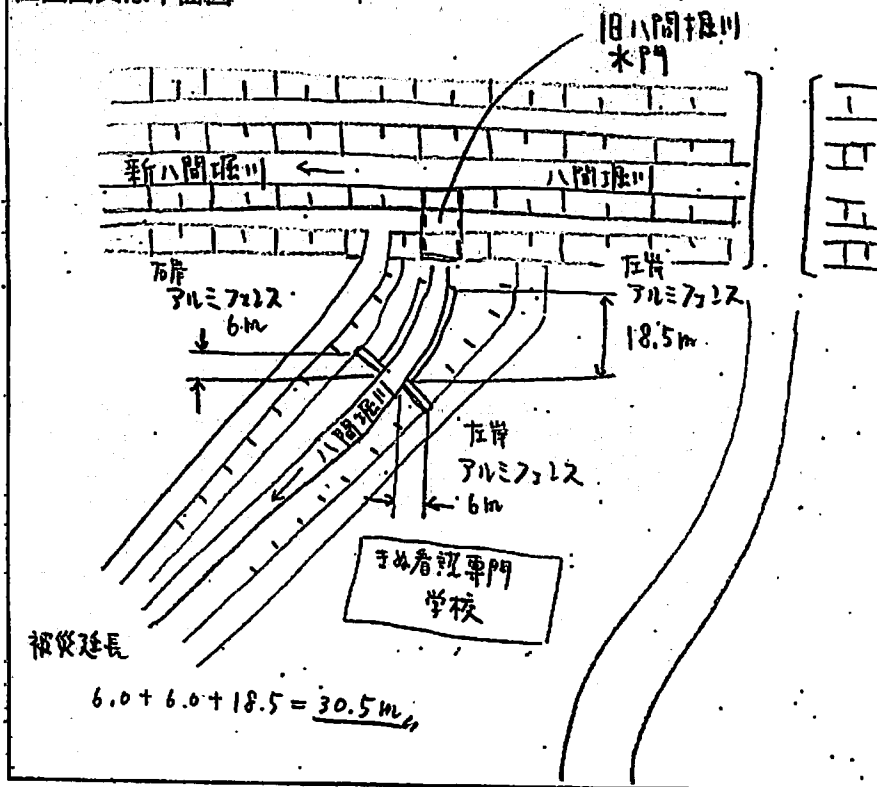 旧八間堀川
水門
新八間堀川 ←
八間堀川
右岸
アルミフェンス
6m
左岸
アルミフェンス
18.5m
八間堀川
左岸
アルミフェンス
6m
きぬ看護専門
学校
被災延長
6.0+6.0+18.5=30.5m